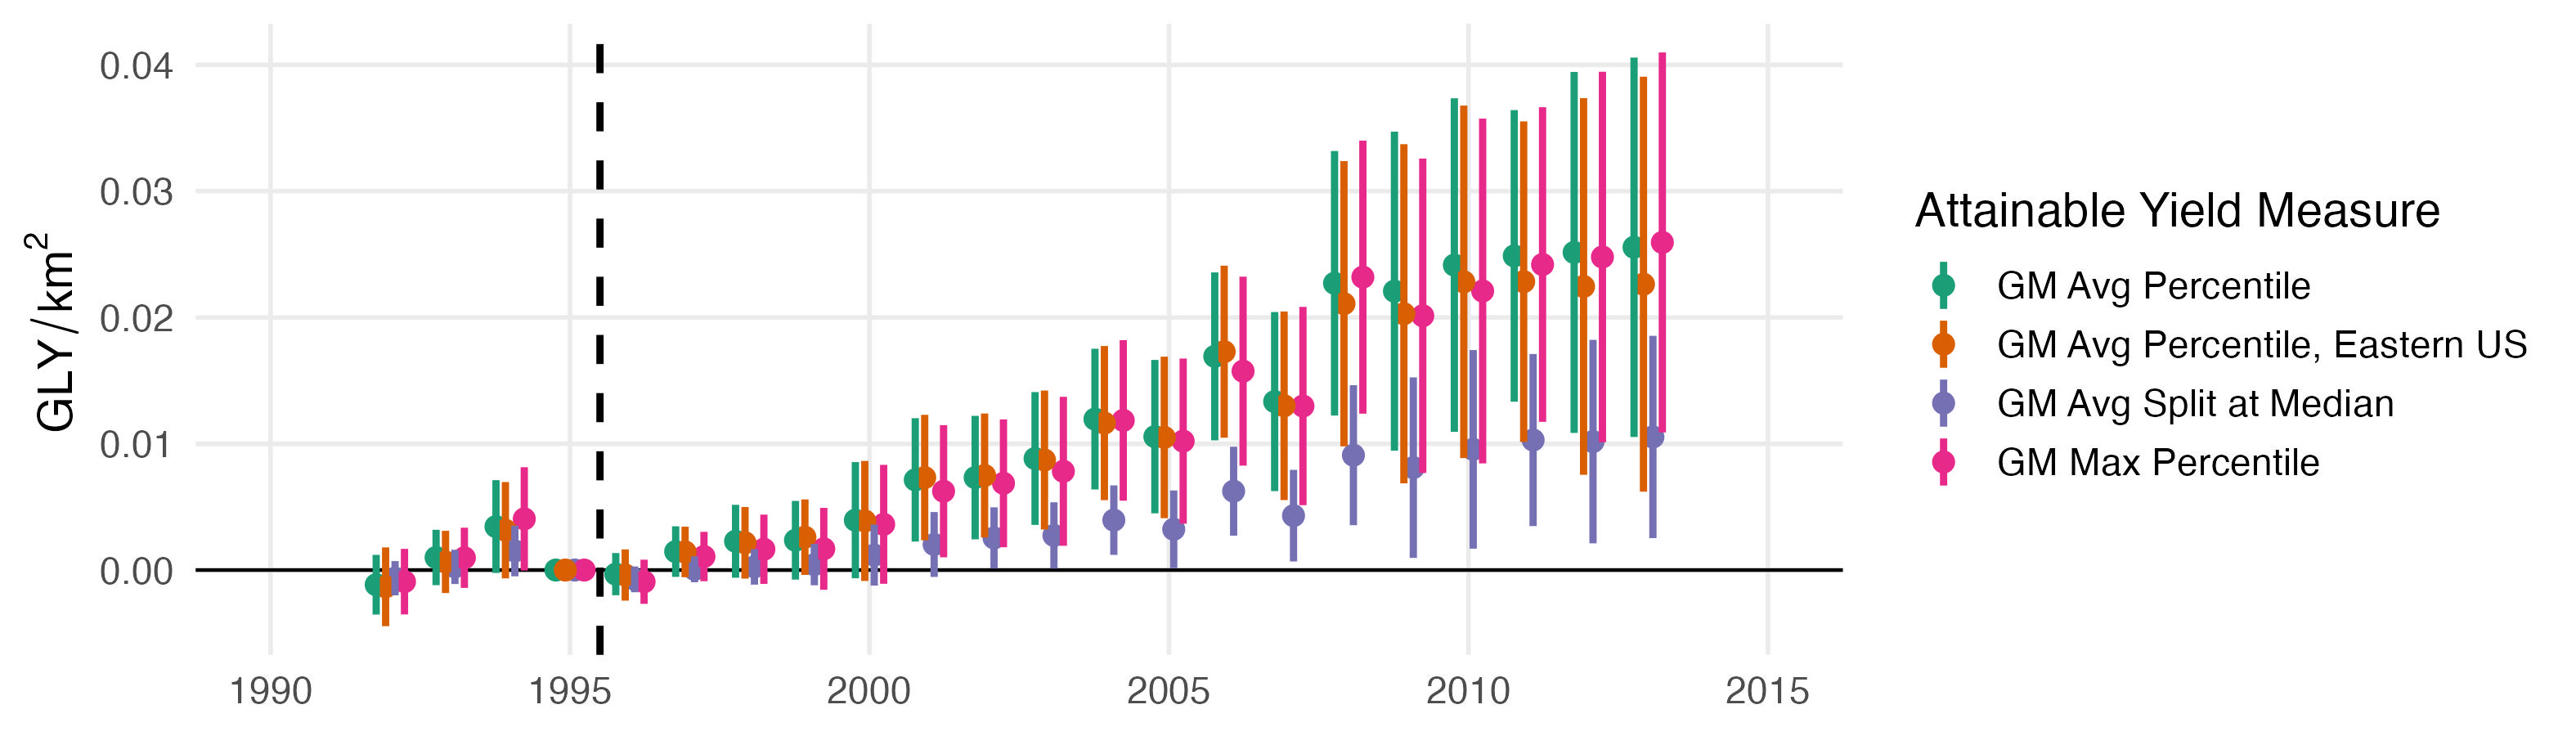 GLY/km²
0.04
0.03
0.02
0.01
0.00
1990 1995 2000 2005 2010 2015
Attainable Yield Measure
GM Avg Percentile
GM Avg Percentile, Eastern US
GM Avg Split at Median
GM Max Percentile